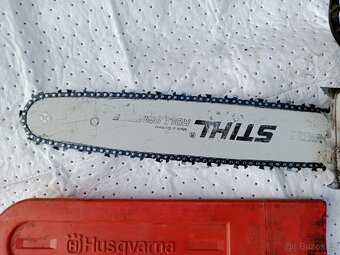 STIHL®
ROLLOMATIC
Made in Germany
Husqvarna
Bazos